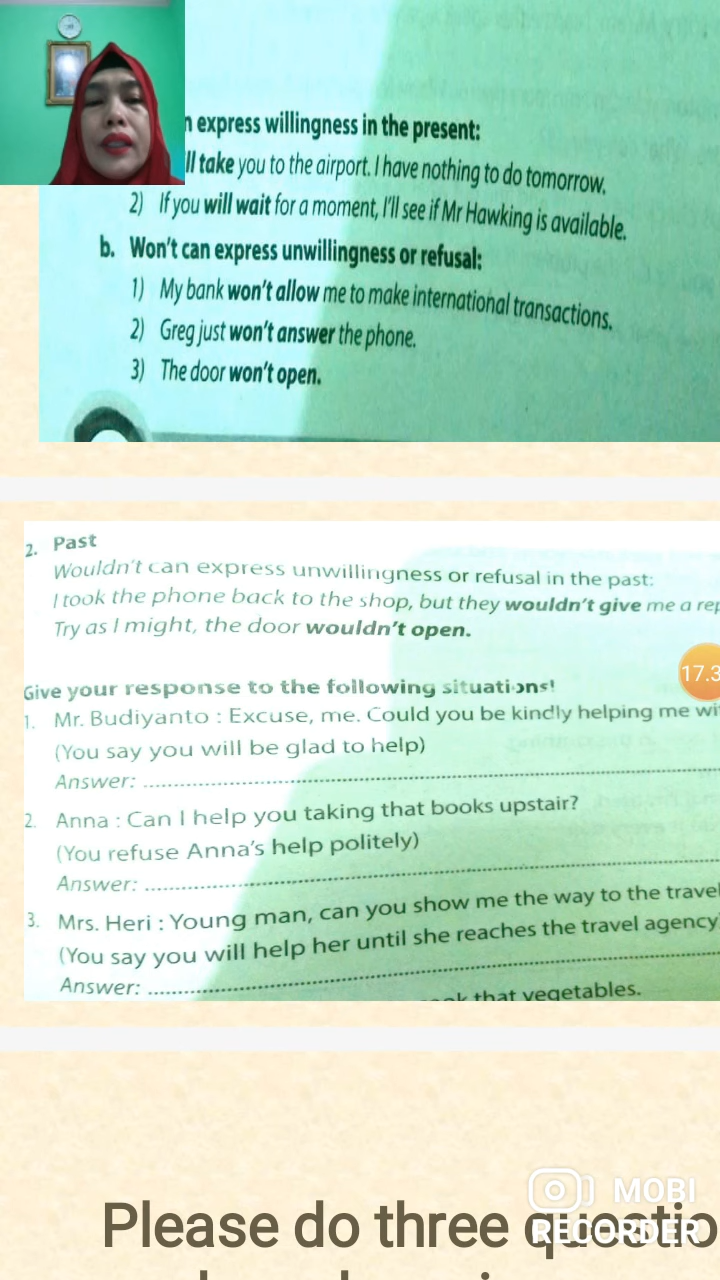 express willingness in the present:
'll take you to the airport. I have nothing to do tomorrow.
2) If you will wait for a moment, I'll see if Mr Hawking is available.
b. Won't can express unwillingness or refusal:
1) My bank won't allow me to make international transactions.
2) Greg just won't answer the phone.
3) The door won't open.
2. Past
Wouldn't can express unwillingness or refusal in the past:
I took the phone back to the shop, but they wouldn't give me a rep
Try as I might, the door wouldn't open.
17.3
Give your response to the following situations!
1. Mr. Budiyanto : Excuse, me. Could you be kindly helping me wit
(You say you will be glad to help)
Answer:
2. Anna : Can I help you taking that books upstair?
(You refuse Anna's help politely)
Answer:
3. Mrs. Heri : Young man, can you show me the way to the travel
(You say you will help her until she reaches the travel agency
Answer:
that vegetables.
Please do three questio
MOBI
RECORDER